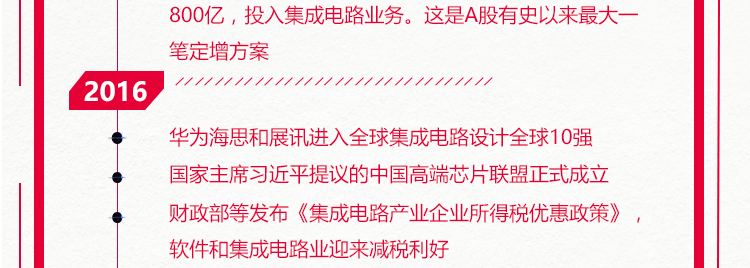 800亿，投入集成电路业务。这是A股有史以来最大一
笔定增方案
2016
华为海思和展讯进入全球集成电路设计全球10强
国家主席习近平提议的中国高端芯片联盟正式成立
财政部等发布《集成电路产业企业所得税优惠政策》，
软件和集成电路业迎来减税利好